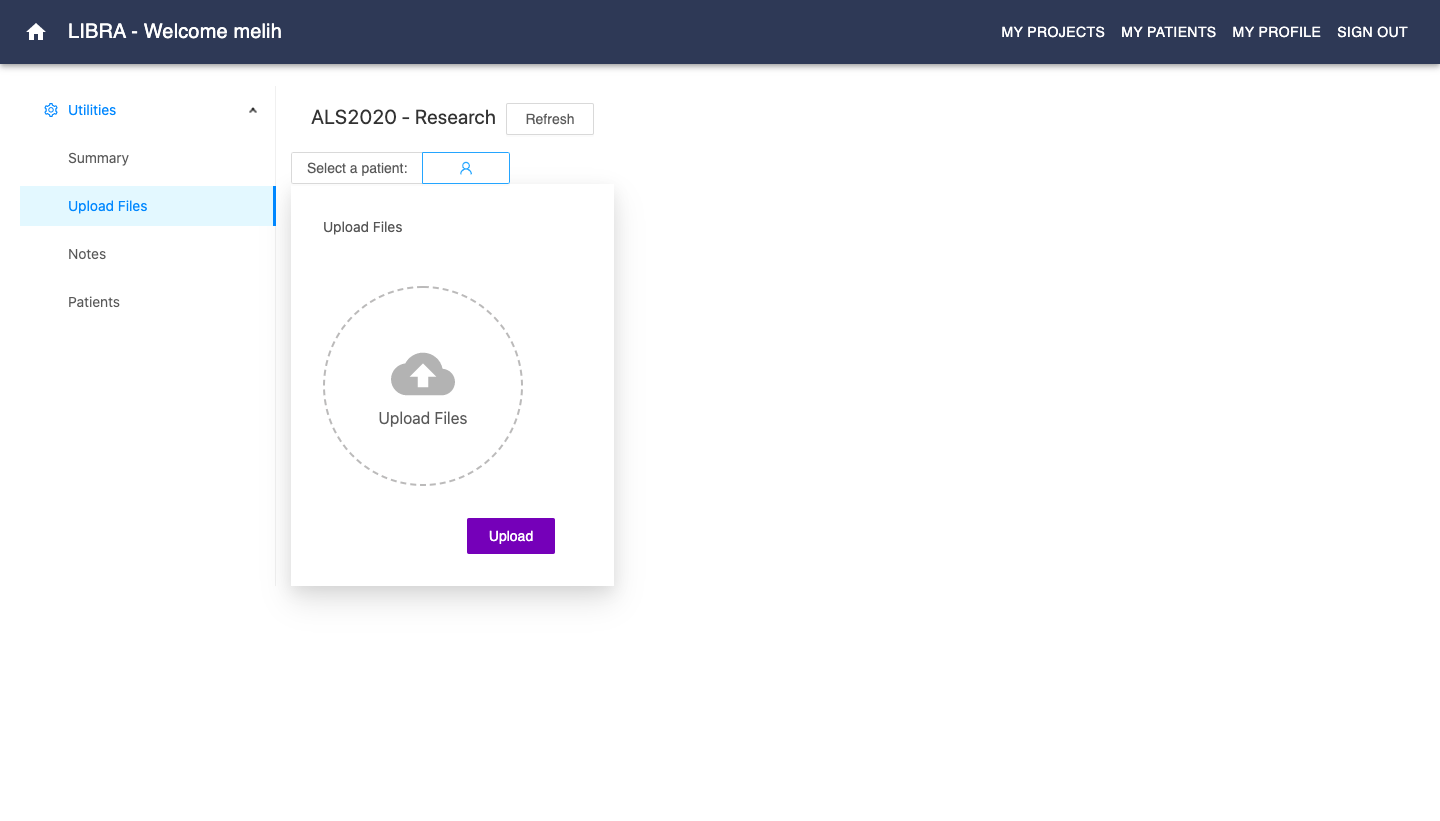 LIBRA - Welcome melih
MY PROJECTS MY PATIENTS MY PROFILE SIGN OUT
Utilities
Summary
Upload Files
Notes
Patients
ALS2020 - Research
Refresh
Select a patient:
Upload Files
Upload Files
Upload